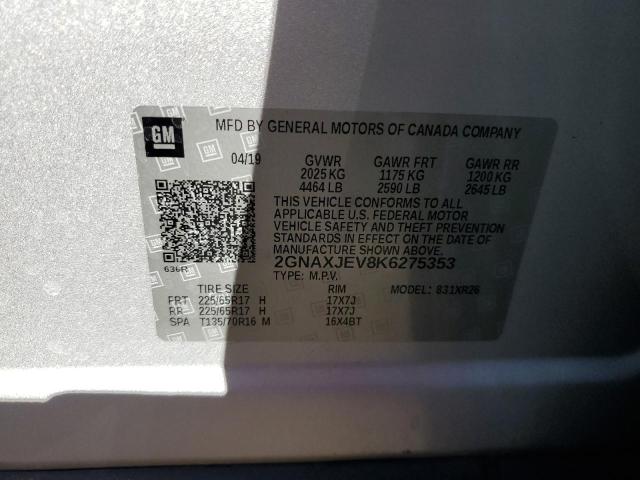 GM
MFD BY GENERAL MOTORS OF CANADA COMPANY
04/19 GVWR GAWR FRT GAWR RR
2025 KG 1175 KG 1200 KG
4464 LB 2590 LB 2645 LB
THIS VEHICLE CONFORMS TO ALL
APPLICABLE U.S. FEDERAL MOTOR
VEHICLE SAFETY AND THEFT PREVENTION
STANDARDS IN EFFECT ON THE DATE OF
MANUFACTURE SHOWN ABOVE.
2GNAXJEV8K6275353
636R TYPE: M.P.V.
TIRE SIZE RIM MODEL: 831XR26
FRT 225/65R17 H 17X7J
RR 225/65R17 H 17X7J
SPA T135/70R16 M 16X4BT